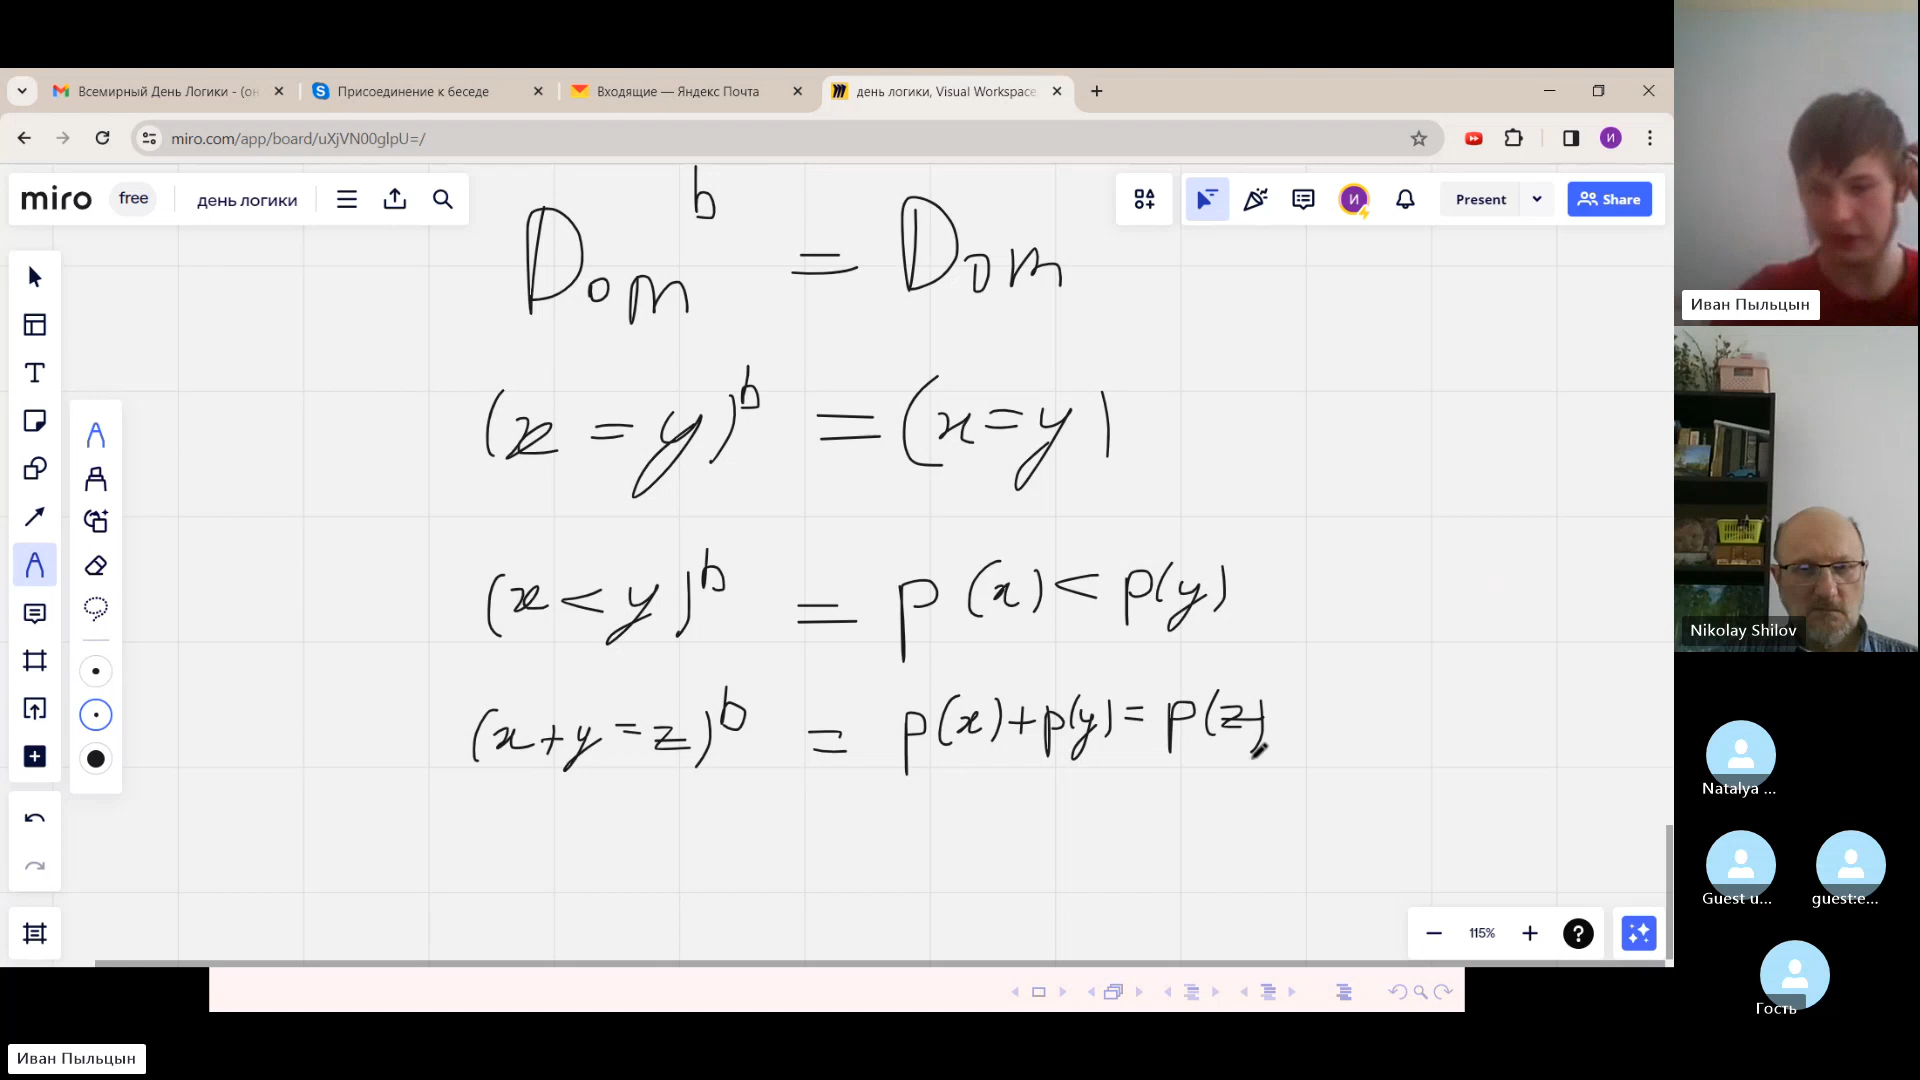 Всемирный День Логики - (он
Присоединение к беседе
Входящие — Яндекс Почта
день логики, Visual Workspace
miro.com/app/board/uXjVN00glpU=/
И
miro
free
день логики
И
Present
Share
Dom^b = Dom
(x = y)^b = (x = y)
(x < y)^b = p(x) < p(y)
(x + y = z)^b = p(x) + p(y) = p(z)
115%
Иван Пыльцын
Nikolay Shilov
Natalya ...
Guest u...
guest:e...
Гость
Иван Пыльцын